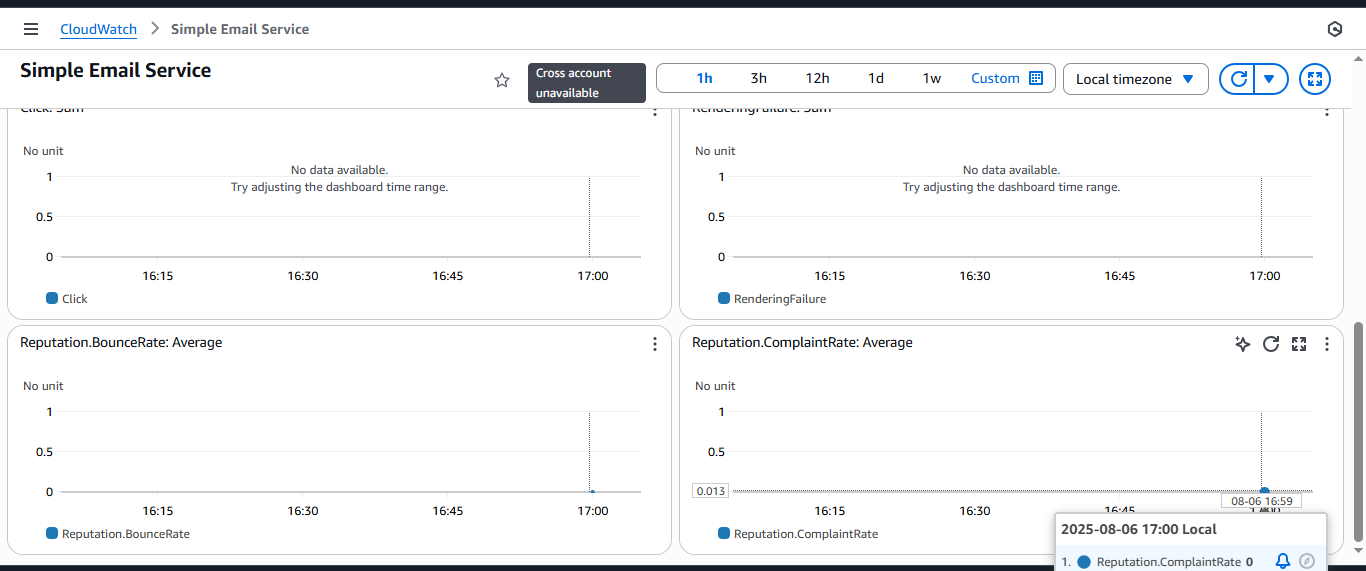 CloudWatch > Simple Email Service
Simple Email Service
Cross account
unavailable
1h 3h 12h 1d 1w Custom
Local timezone
Click: Sum
No unit
No data available.
Try adjusting the dashboard time range.
1
0.5
0
16:15 16:30 16:45 17:00
Click
RenderingFailure: Sum
No unit
No data available.
Try adjusting the dashboard time range.
1
0.5
0
16:15 16:30 16:45 17:00
RenderingFailure
Reputation.BounceRate: Average
No unit
1
0.5
0
16:15 16:30 16:45 17:00
Reputation.BounceRate
Reputation.ComplaintRate: Average
No unit
1
0.5
0.013
08-06 16:59
16:15 16:30 16:45 17:00
Reputation.ComplaintRate
2025-08-06 17:00 Local
1. Reputation.ComplaintRate 0